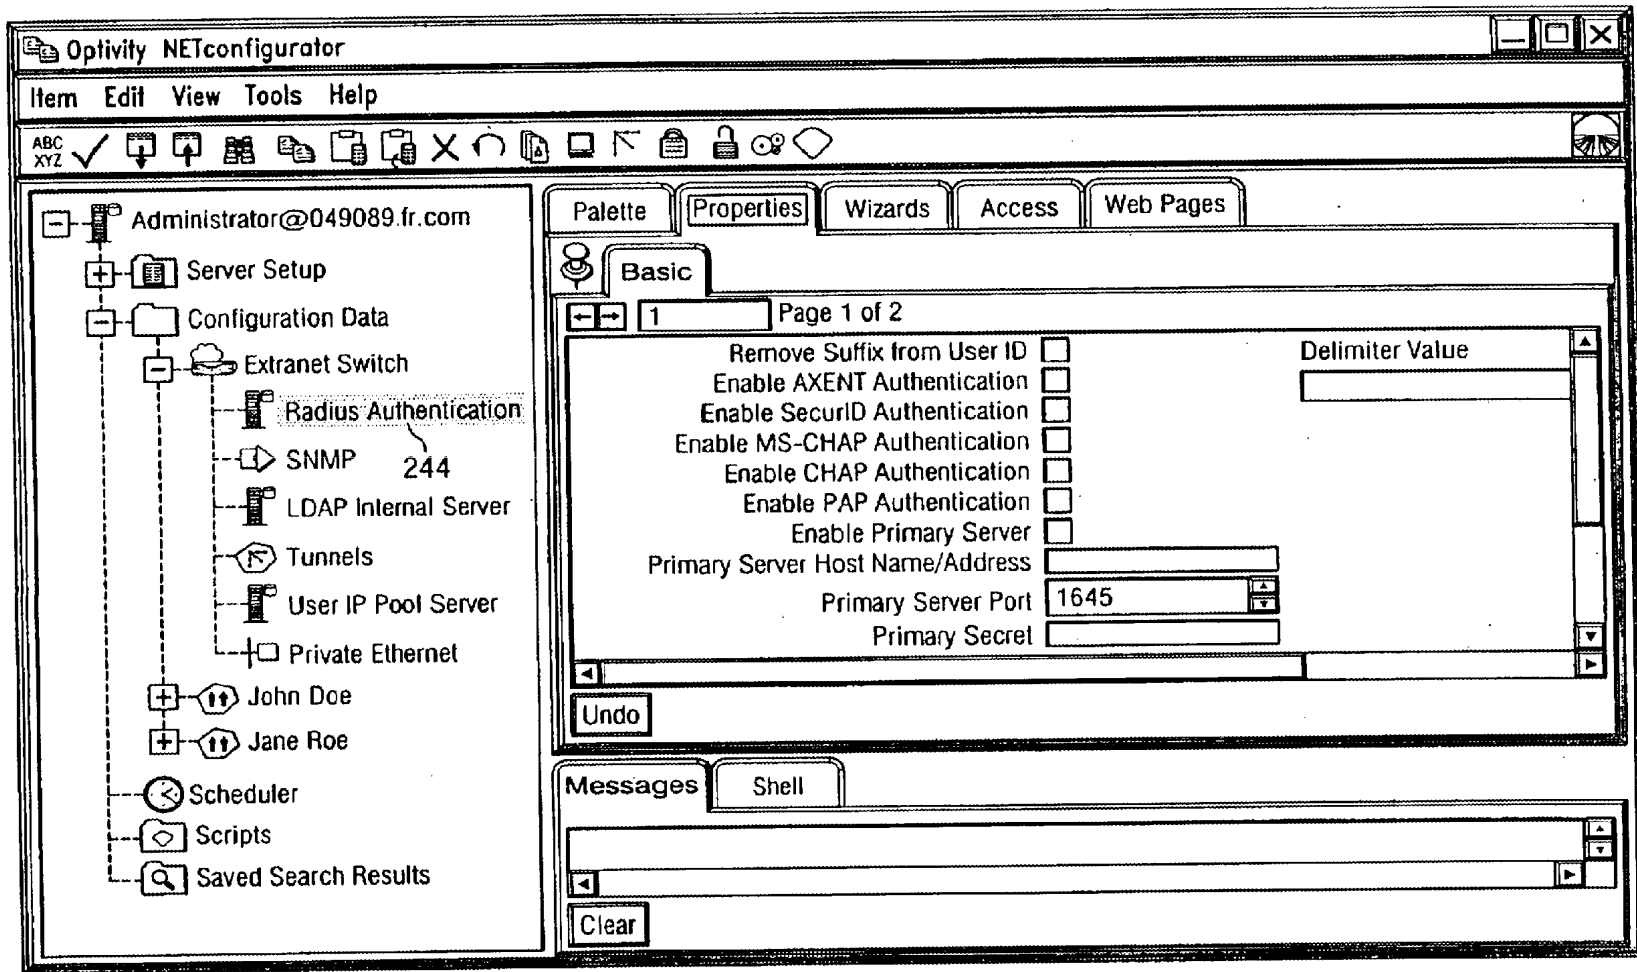 Optivity NETconfigurator
Item Edit View Tools Help
ABC
XYZ
Administrator@049089.fr.com
Server Setup
Configuration Data
Extranet Switch
Radius Authentication
244
SNMP
LDAP Internal Server
Tunnels
User IP Pool Server
Private Ethernet
John Doe
Jane Roe
Scheduler
Scripts
Saved Search Results
Palette Properties Wizards Access Web Pages
Basic
1 Page 1 of 2
Remove Suffix from User ID
Delimiter Value
Enable AXENT Authentication
Enable SecurID Authentication
Enable MS-CHAP Authentication
Enable CHAP Authentication
Enable PAP Authentication
Enable Primary Server
Primary Server Host Name/Address
Primary Server Port 1645
Primary Secret
Undo
Messages Shell
Clear